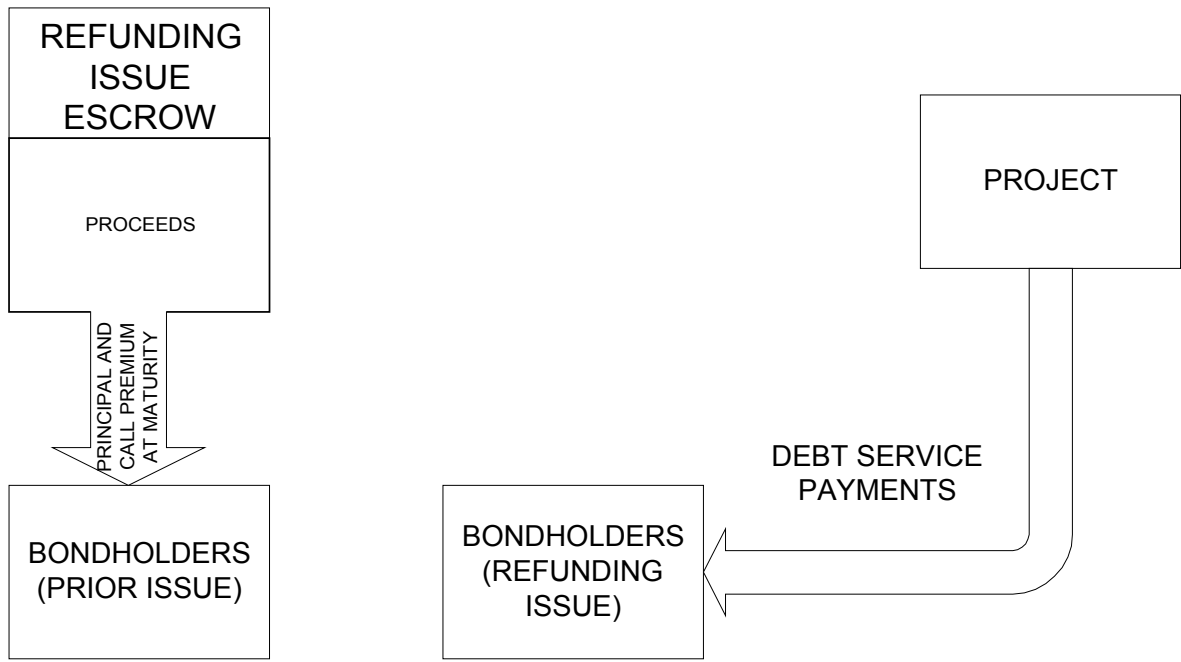 REFUNDING
ISSUE
ESCROW
PROCEEDS
PROJECT
PRINCIPAL AND
CALL PREMIUM
AT MATURITY
DEBT SERVICE
PAYMENTS
BONDHOLDERS
(PRIOR ISSUE)
BONDHOLDERS
(REFUNDING
ISSUE)